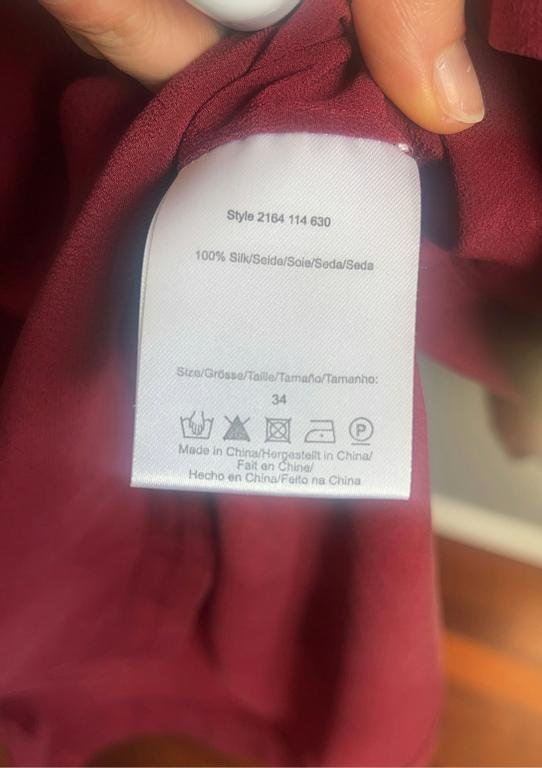 Style 2164 114 630
100% Silk/Seide/Soie/Seda/Seda
Size/Grösse/Taille/Tamaño/Tamanho:
34
P
Made in China/Hergestellt in China/
Fait en Chine/
Hecho en China/Feito na China